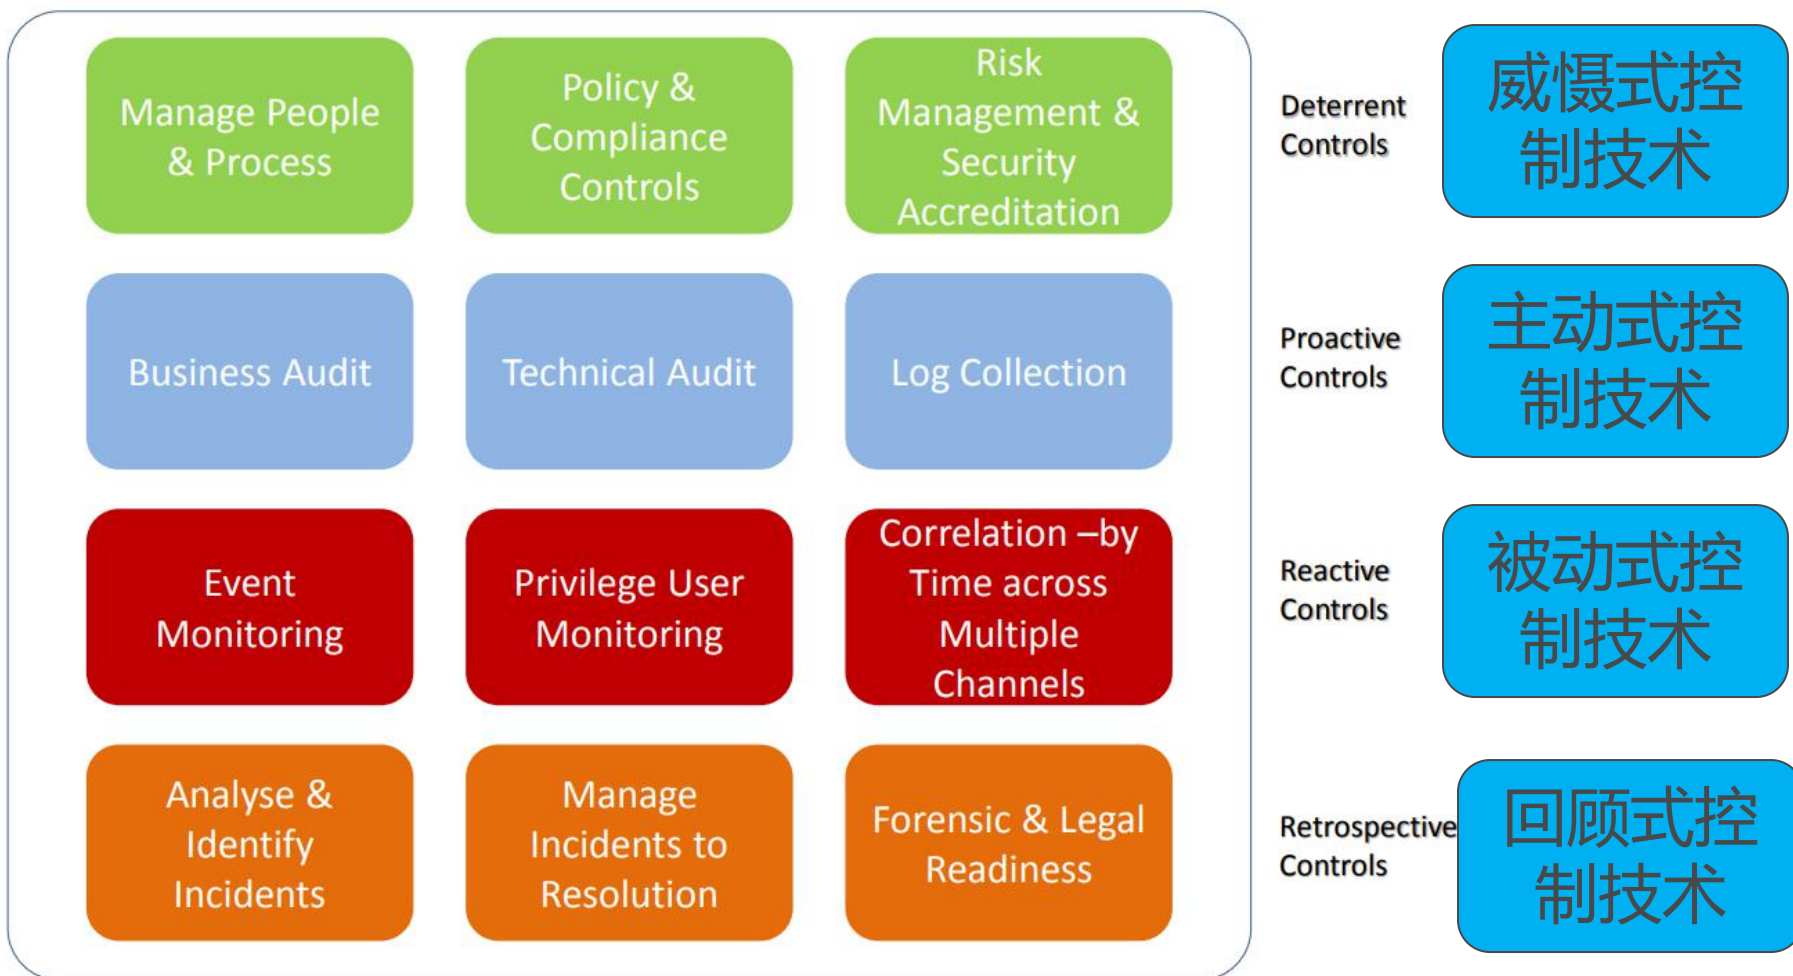 Manage People
& Process
Policy &
Compliance
Controls
Risk
Management &
Security
Accreditation
Deterrent
Controls
威慑式控
制技术
Business Audit
Technical Audit
Log Collection
Proactive
Controls
主动式控
制技术
Event
Monitoring
Privilege User
Monitoring
Correlation –by
Time across
Multiple
Channels
Reactive
Controls
被动式控
制技术
Analyse &
Identify
Incidents
Manage
Incidents to
Resolution
Forensic & Legal
Readiness
Retrospective
Controls
回顾式控
制技术